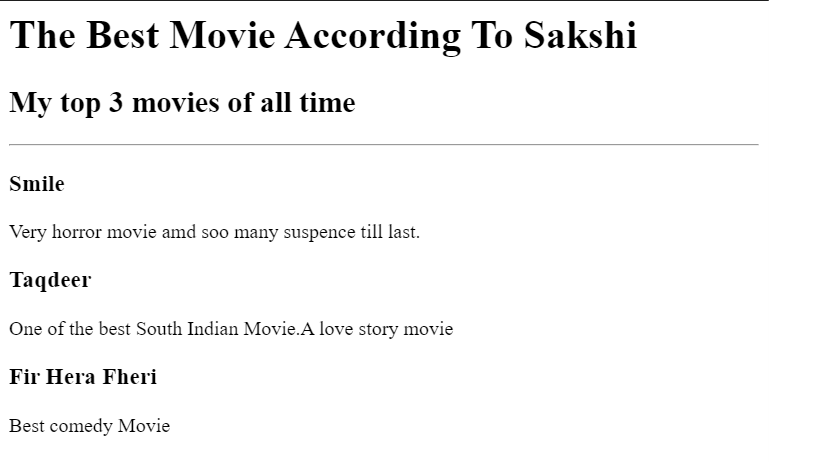 The Best Movie According To Sakshi
My top 3 movies of all time
Smile
Very horror movie amd soo many suspence till last.
Taqdeer
One of the best South Indian Movie.A love story movie
Fir Hera Fheri
Best comedy Movie